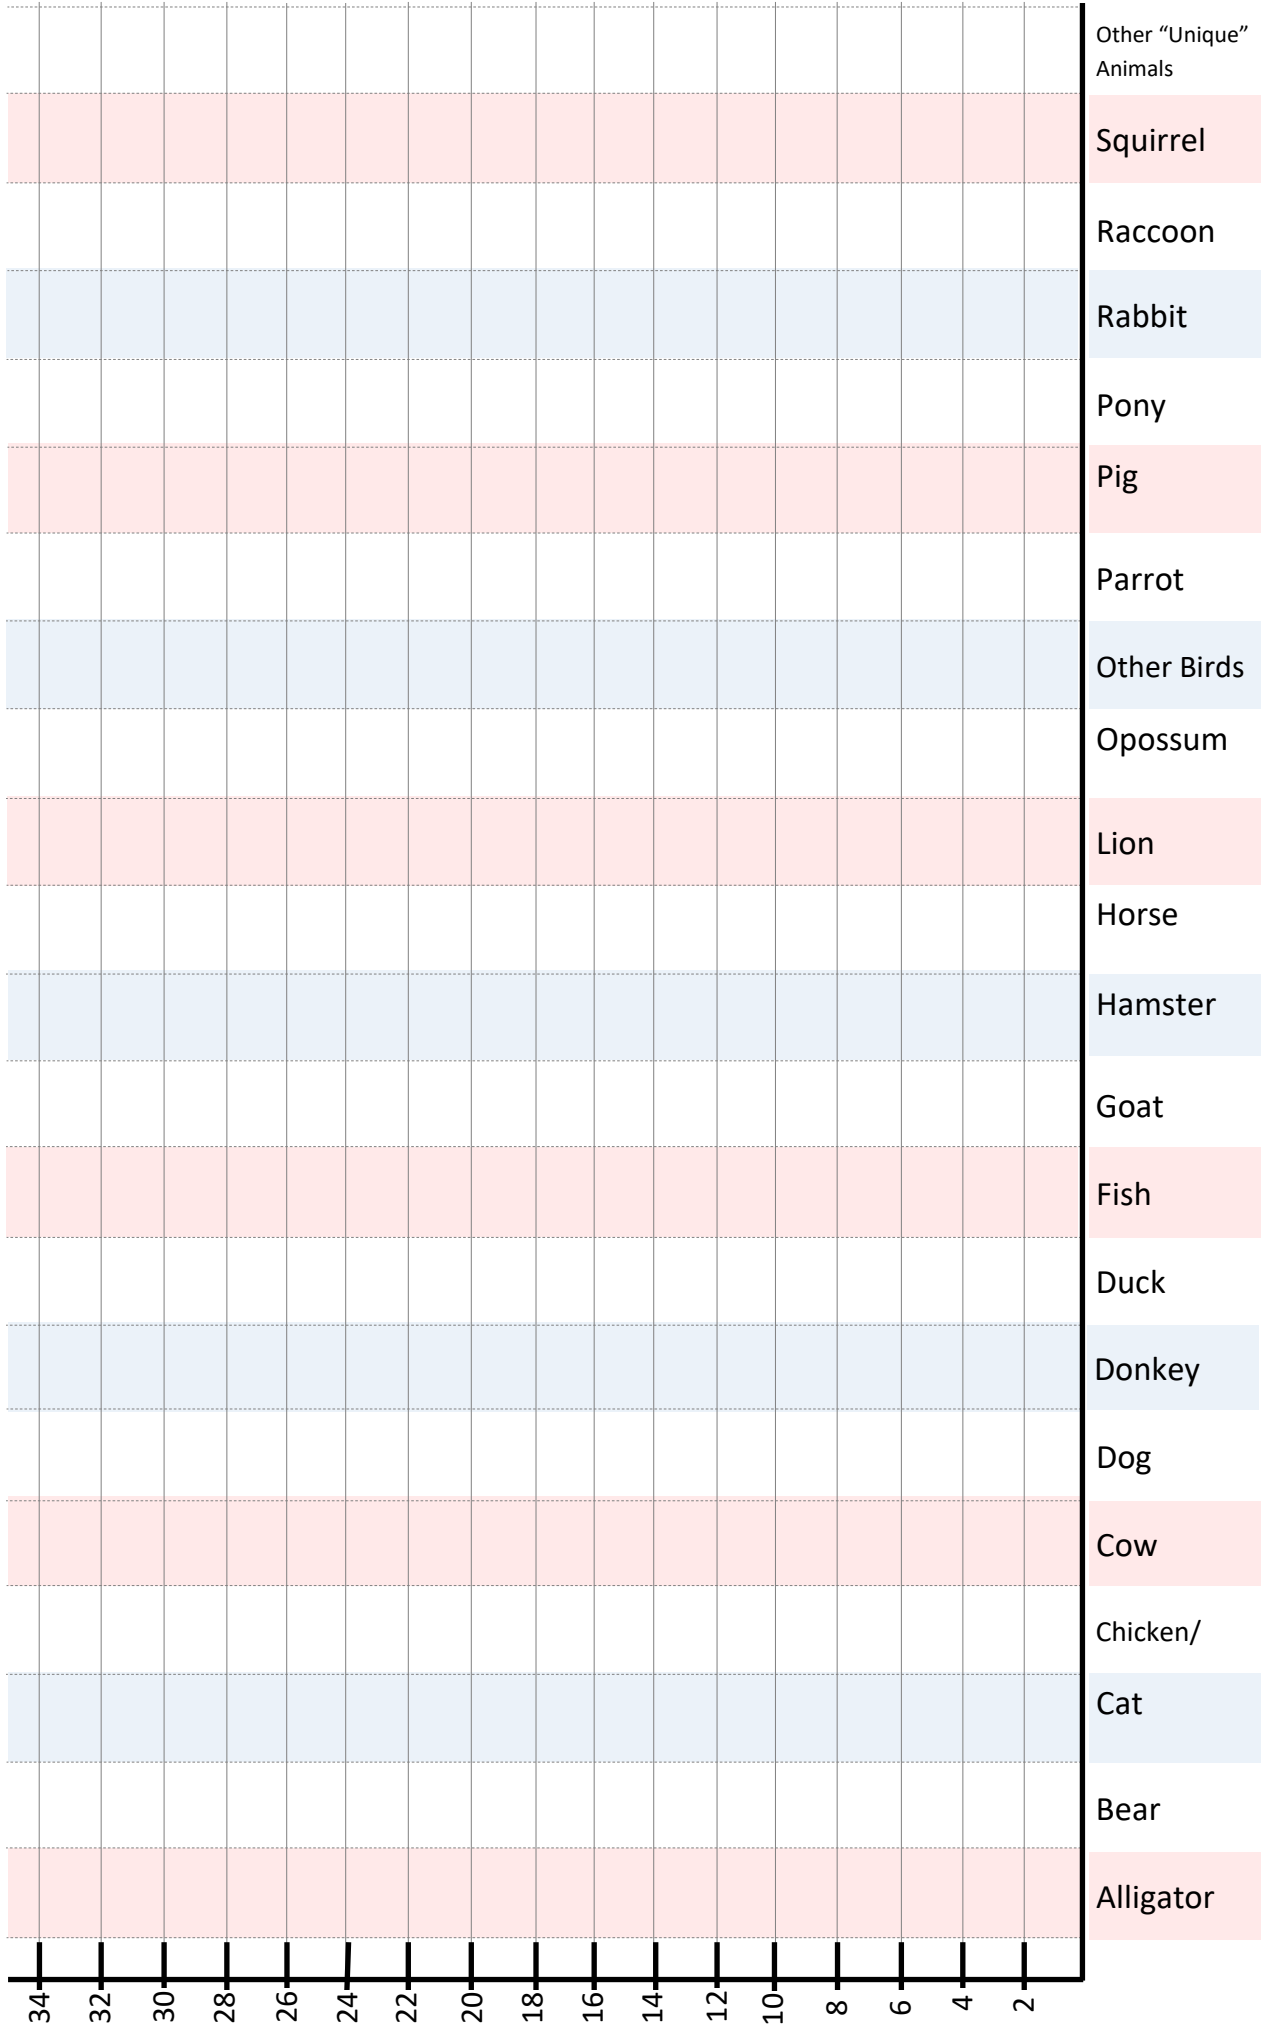 Other “Unique”
Animals
Squirrel
Raccoon
Rabbit
Pony
Pig
Parrot
Other Birds
Opossum
Lion
Horse
Hamster
Goat
Fish
Duck
Donkey
Dog
Cow
Chicken/
Cat
Bear
Alligator
34 32 30 28 26 24 22 20 18 16 14 12 10 8 6 4 2